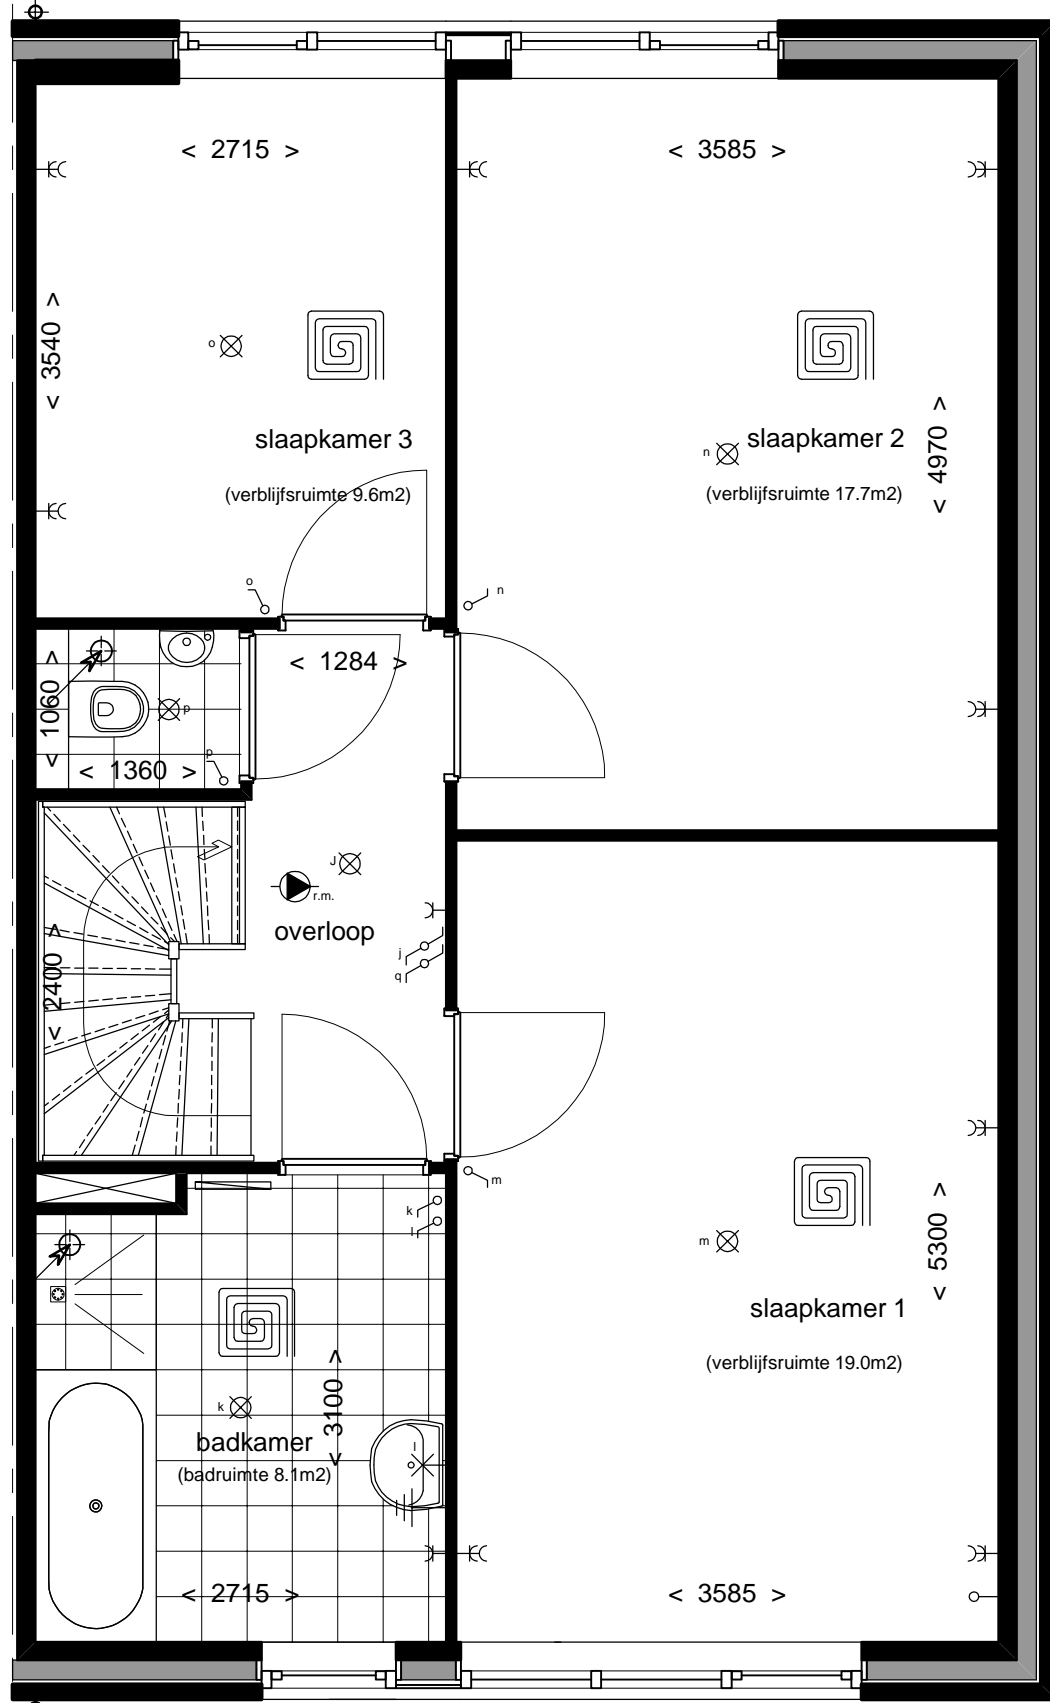 < 2715 >
< 3585 >
< 3540 >
o
slaapkamer 3
(verblijfsruimte 9.6m2)
n
slaapkamer 2
(verblijfsruimte 17.7m2)
< 4970 >
o
n
< 1284 >
< 1060 >
p
p
< 1360 >
J
r.m.
overloop
j
q
< 2400 >
m
k
l
m
< 5300 >
slaapkamer 1
(verblijfsruimte 19.0m2)
< 3100 >
k
l
badkamer
(badruimte 8.1m2)
< 2715 >
< 3585 >